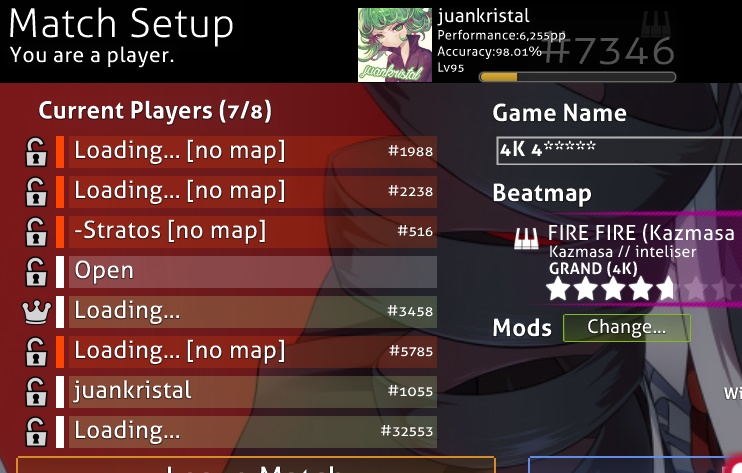 Match Setup
You are a player.
juankristal
Performance:6,255pp
Accuracy:98.01%
Lv95
#7346
juankristal
Current Players (7/8)
Loading... [no map] #1988
Loading... [no map] #2238
-Stratos [no map] #516
Open
Loading... #3458
Loading... [no map] #5785
juankristal #1055
Loading... #32553
Game Name
4K 4☆☆☆☆☆
Beatmap
FIRE FIRE (Kazmasa
Kazmasa // inteliser
GRAND (4K)
Mods Change...
Wi